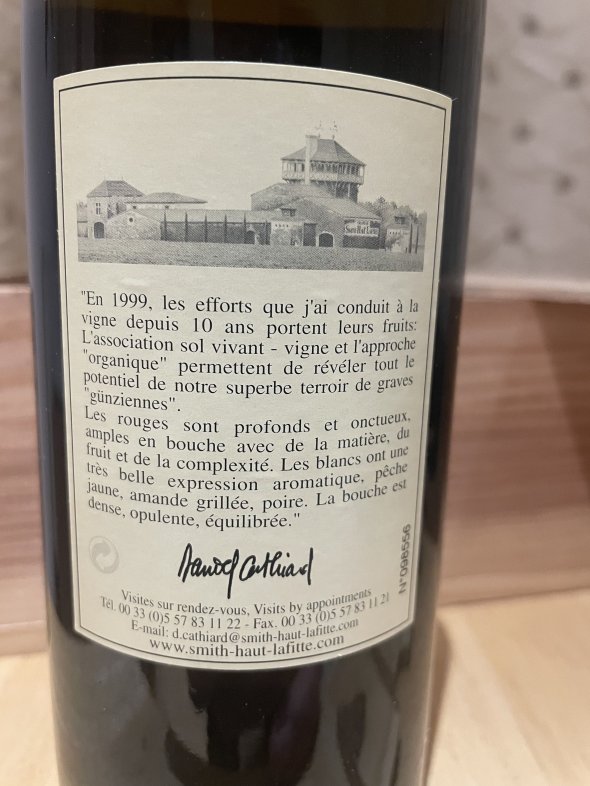 "En 1999, les efforts que j'ai conduit à la
vigne depuis 10 ans portent leurs fruits:
L'association sol vivant - vigne et l'approche
"organique" permettent de révéler tout le
potentiel de notre superbe terroir de graves
"günziennes".
Les rouges sont profonds et onctueux,
amples en bouche avec de la matière, du
fruit et de la complexité. Les blancs ont une
très belle expression aromatique, pêche
jaune, amande grillée, poire. La bouche est
dense, opulente, équilibrée."
Daniel Cathiard
Visites sur rendez-vous, Visits by appointments
Tél. 00 33 (0)5 57 83 11 22 - Fax. 00 33 (0)5 57 83 11 21
E-mail: d.cathiard@smith-haut-lafitte.com
www.smith-haut-lafitte.com
N°098556